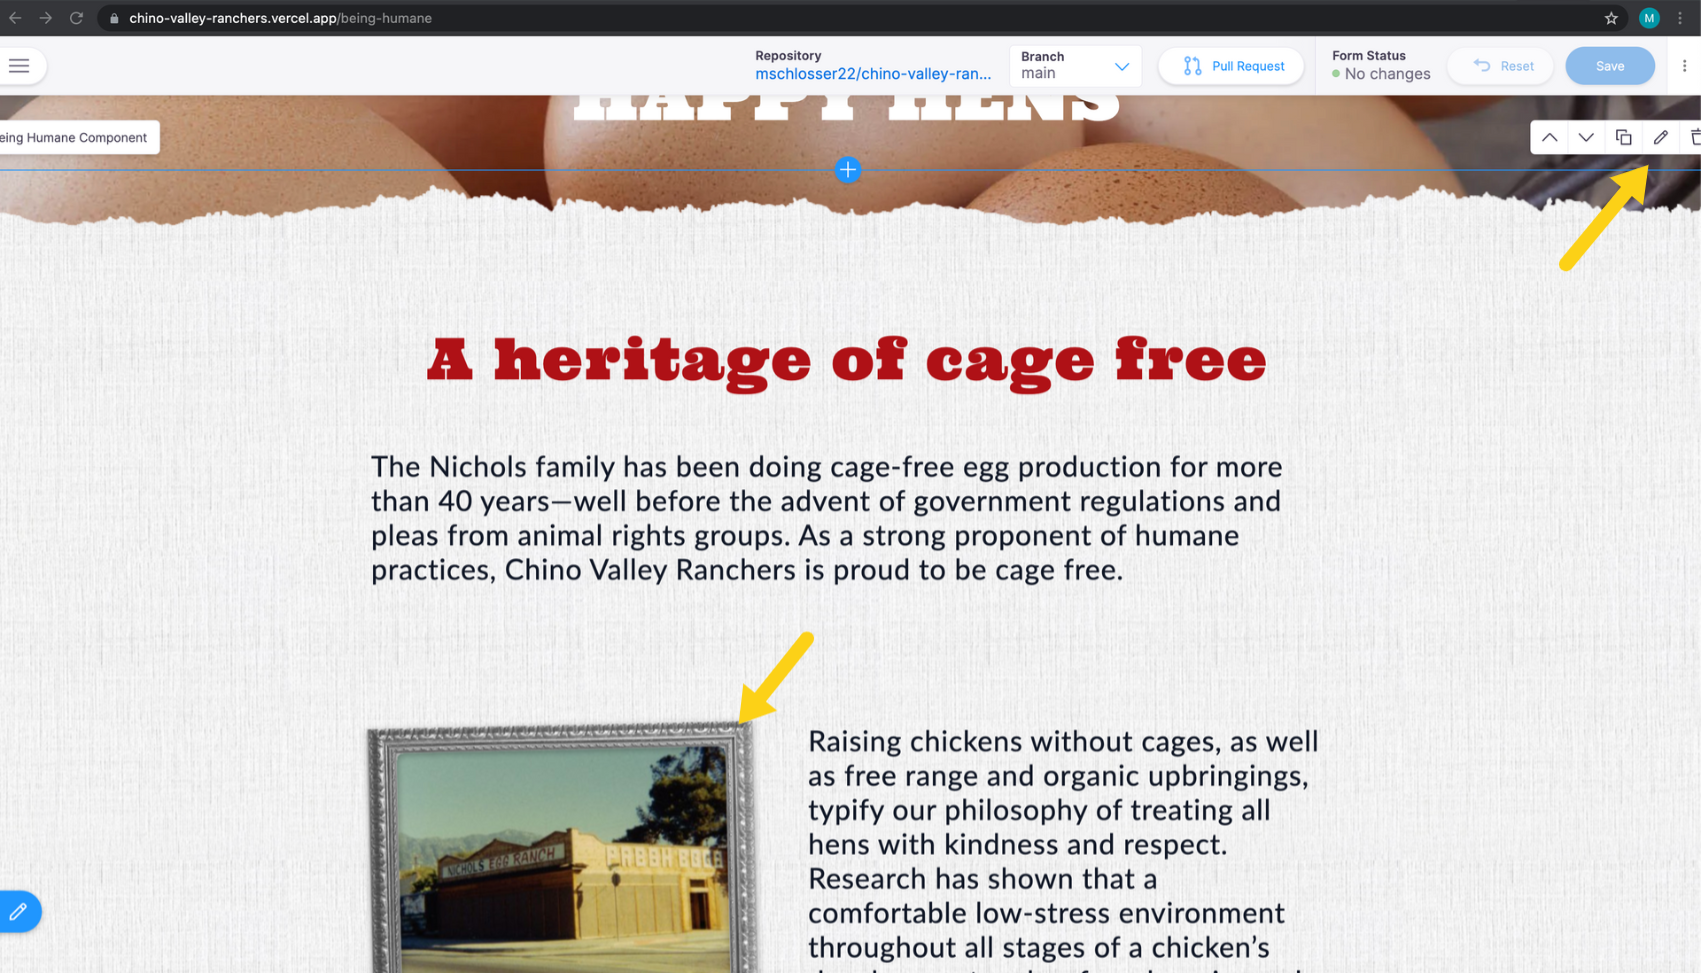 chino-valley-ranchers.vercel.app/being-humane
M
Repository
mschlosser22/chino-valley-ran...
Branch
main
Pull Request
Form Status
No changes
Reset
Save
HAPPY HENS
eing Humane Component
A heritage of cage free
The Nichols family has been doing cage-free egg production for more
than 40 years—well before the advent of government regulations and
pleas from animal rights groups. As a strong proponent of humane
practices, Chino Valley Ranchers is proud to be cage free.
NICHOLS EGG RANCH
Raising chickens without cages, as well
as free range and organic upbringings,
typify our philosophy of treating all
hens with kindness and respect.
Research has shown that a
comfortable low-stress environment
throughout all stages of a chicken's